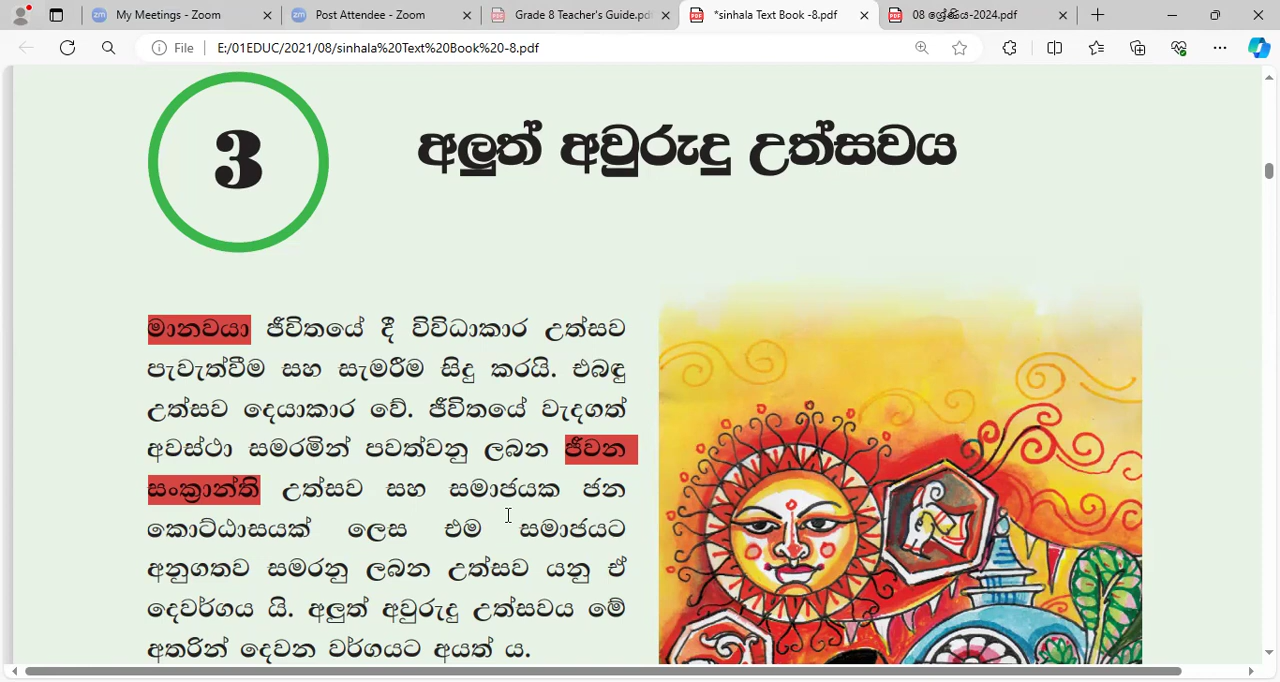 My Meetings - Zoom
Post Attendee - Zoom
Grade 8 Teacher's Guide.pd
*sinhala Text Book -8.pdf
08 ශ්‍රේණිය-2024.pdf
File
E:/01EDUC/2021/08/sinhala%20Text%20Book%20-8.pdf
3
අලුත් අවුරුදු උත්සවය
මානවයා ජීවිතයේ දී විවිධාකාර උත්සව
පැවැත්වීම සහ සැමරීම සිදු කරයි. එබඳු
උත්සව දෙයාකාර වේ. ජීවිතයේ වැදගත්
අවස්ථා සමරමින් පවත්වනු ලබන ජීවන
සංක්‍රාන්ති උත්සව සහ සමාජයක ජන
කොට්ඨාසයක් ලෙස එම සමාජයට
අනුගතව සමරනු ලබන උත්සව යනු ඒ
දෙවර්ගය යි. අලුත් අවුරුදු උත්සවය මේ
අතරින් දෙවන වර්ගයට අයත් ය.